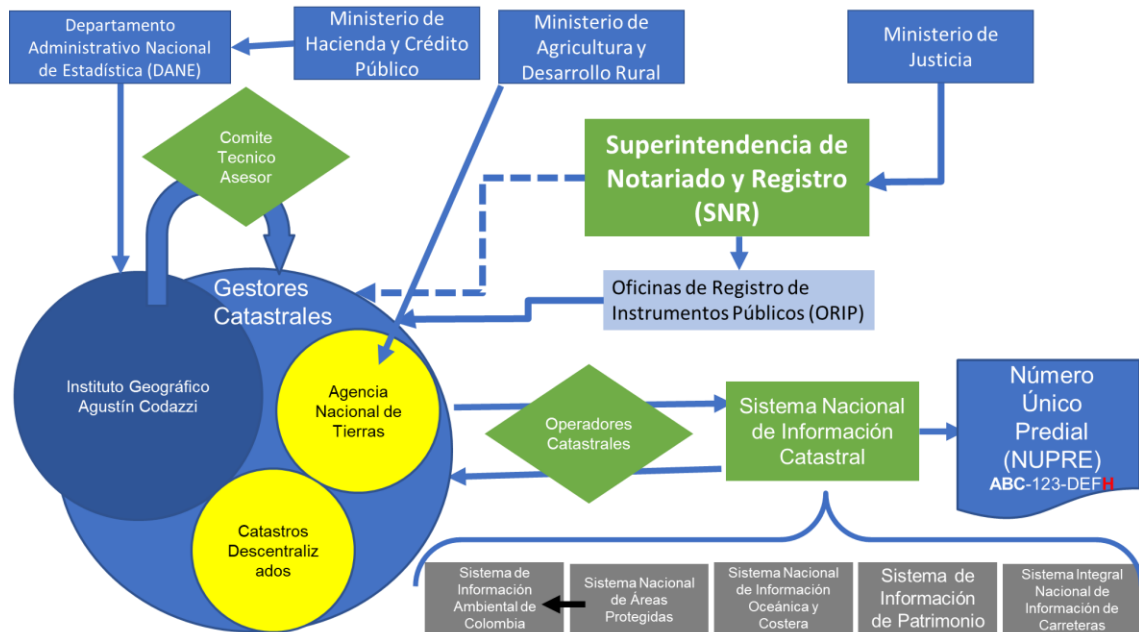 Departamento
Administrativo Nacional
de Estadística (DANE)
Ministerio de
Hacienda y Crédito
Público
Ministerio de
Agricultura y
Desarrollo Rural
Ministerio de
Justicia
Comite
Tecnico
Asesor
Superintendencia de
Notariado y Registro
(SNR)
Gestores
Catastrales
Oficinas de Registro de
Instrumentos Públicos (ORIP)
Instituto Geográfico
Agustín Codazzi
Agencia
Nacional de
Tierras
Operadores
Catastrales
Sistema Nacional
de Información
Catastral
Número
Único
Predial
(NUPRE)
ABC-123-DEFH
Catastros
Descentraliz
ados
Sistema de
Información
Ambiental de
Colombia
Sistema Nacional
de Áreas
Protegidas
Sistema Nacional
de Información
Oceánica y
Costera
Sistema de
Información
de Patrimonio
Sistema Integral
Nacional de
Información de
Carreteras